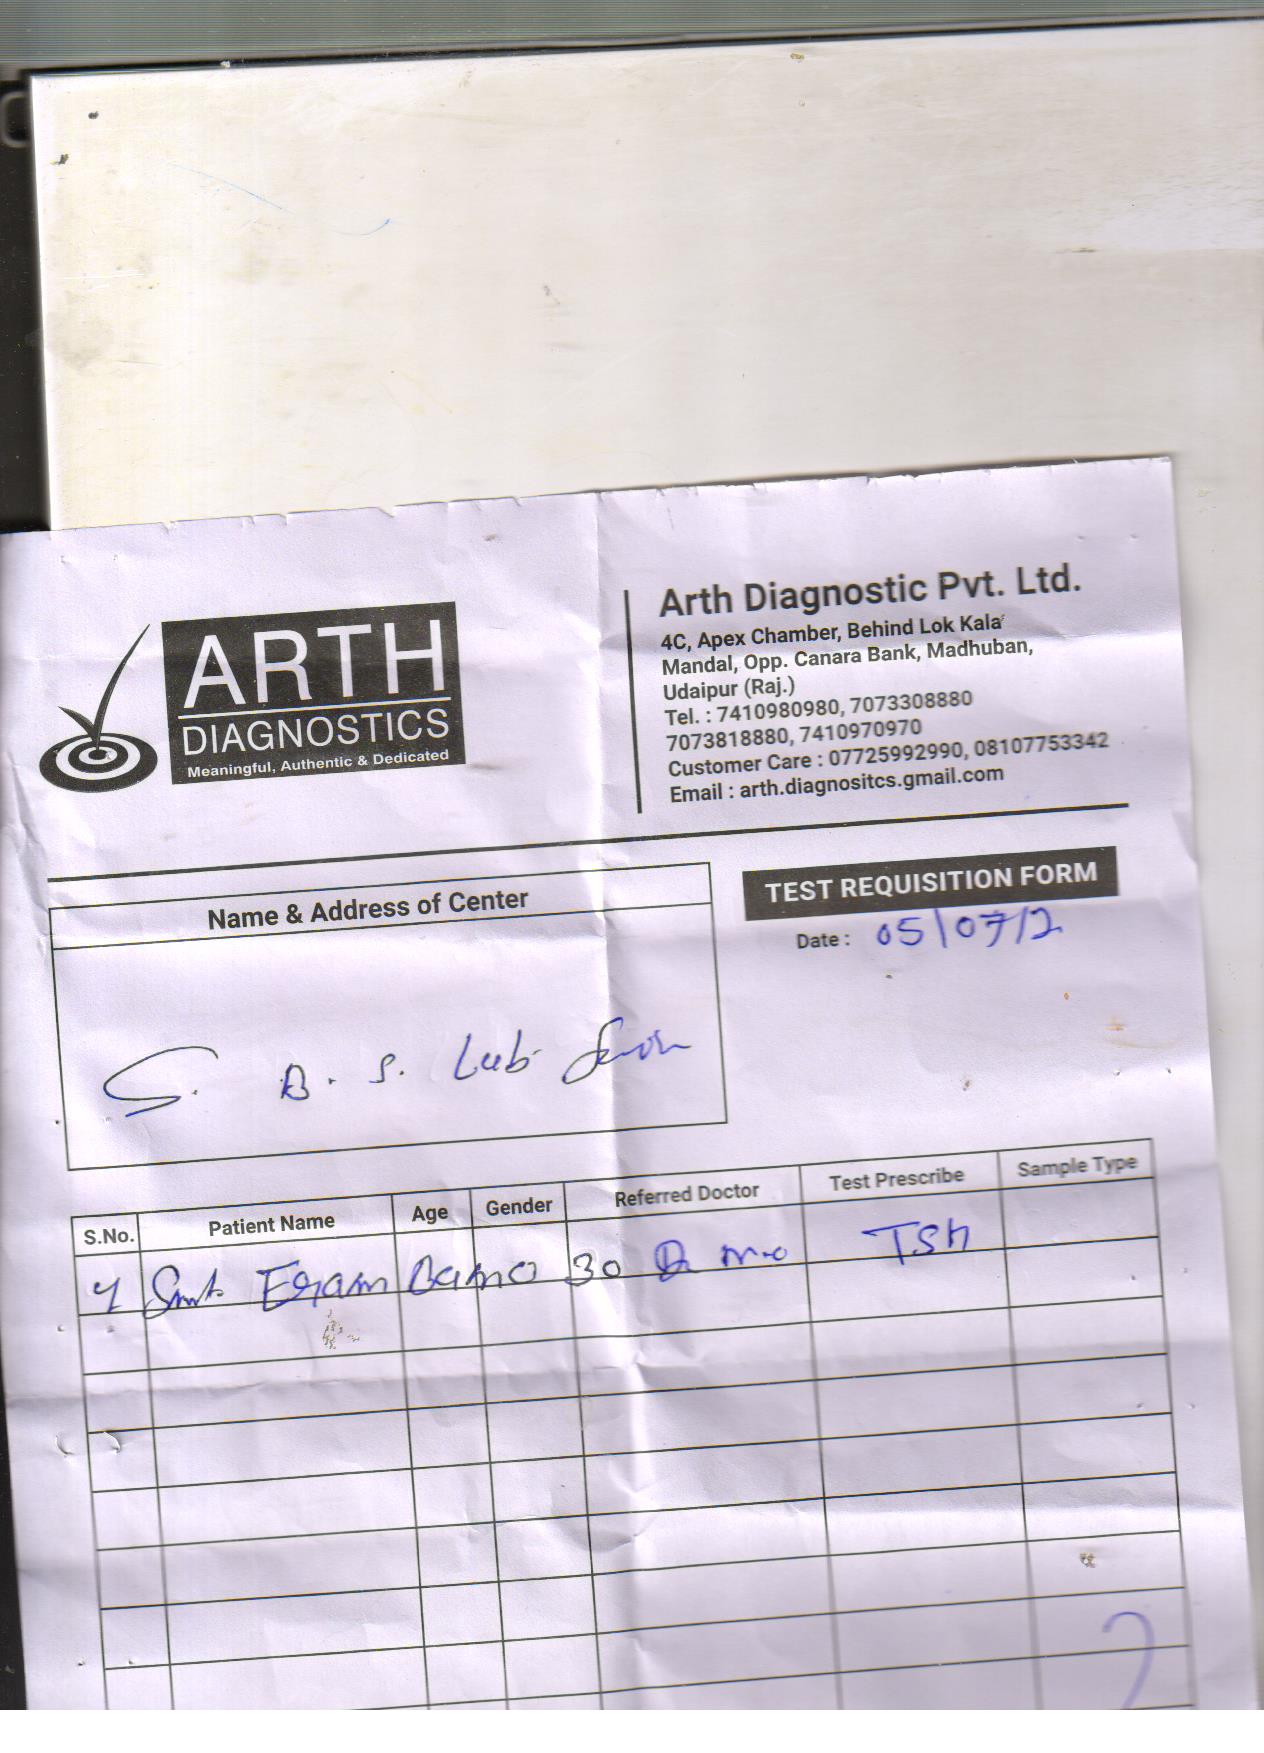 ARTH
DIAGNOSTICS
Meaningful, Authentic & Dedicated
Arth Diagnostic Pvt. Ltd.
4C, Apex Chamber, Behind Lok Kala
Mandal, Opp. Canara Bank, Madhuban,
Udaipur (Raj.)
Tel. : 7410980980, 7073308880
7073818880, 7410970970
Customer Care : 07725992990, 08107753342
Email : arth.diagnositcs.gmail.com
Name & Address of Center
TEST REQUISITION FORM
Date : 05/07/2
S. B. S. Lab
S.No. Patient Name Age Gender Referred Doctor Test Prescribe Sample Type
1 Smt. Eram Bano 30 TSH